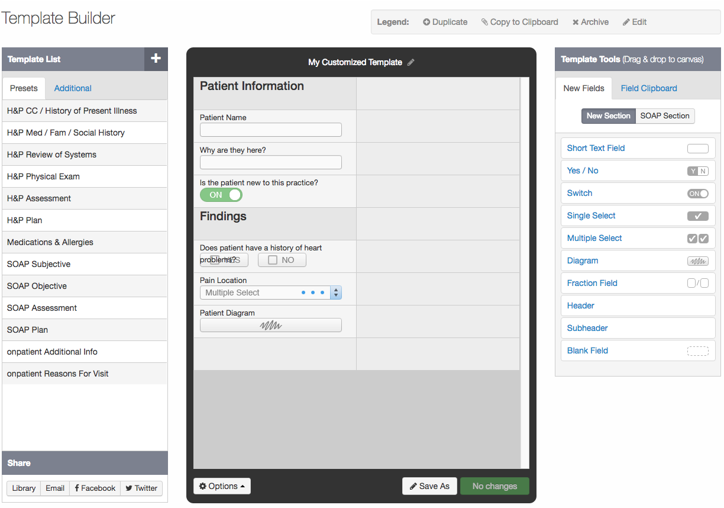 Template Builder
Legend: Duplicate Copy to Clipboard Archive Edit
Template List
Presets Additional
H&P CC / History of Present Illness
H&P Med / Fam / Social History
H&P Review of Systems
H&P Physical Exam
H&P Assessment
H&P Plan
Medications & Allergies
SOAP Subjective
SOAP Objective
SOAP Assessment
SOAP Plan
onpatient Additional Info
onpatient Reasons For Visit
Share
Library Email Facebook Twitter
My Customized Template
Patient Information
Patient Name
Why are they here?
Is the patient new to this practice?
ON
Findings
Does patient have a history of heart
problems? YES NO
Pain Location
Multiple Select
Patient Diagram
Options Save As No changes
Template Tools (Drag & drop to canvas)
New Fields Field Clipboard
New Section SOAP Section
Short Text Field
Yes / No Y N
Switch ON
Single Select
Multiple Select
Diagram
Fraction Field /
Header
Subheader
Blank Field